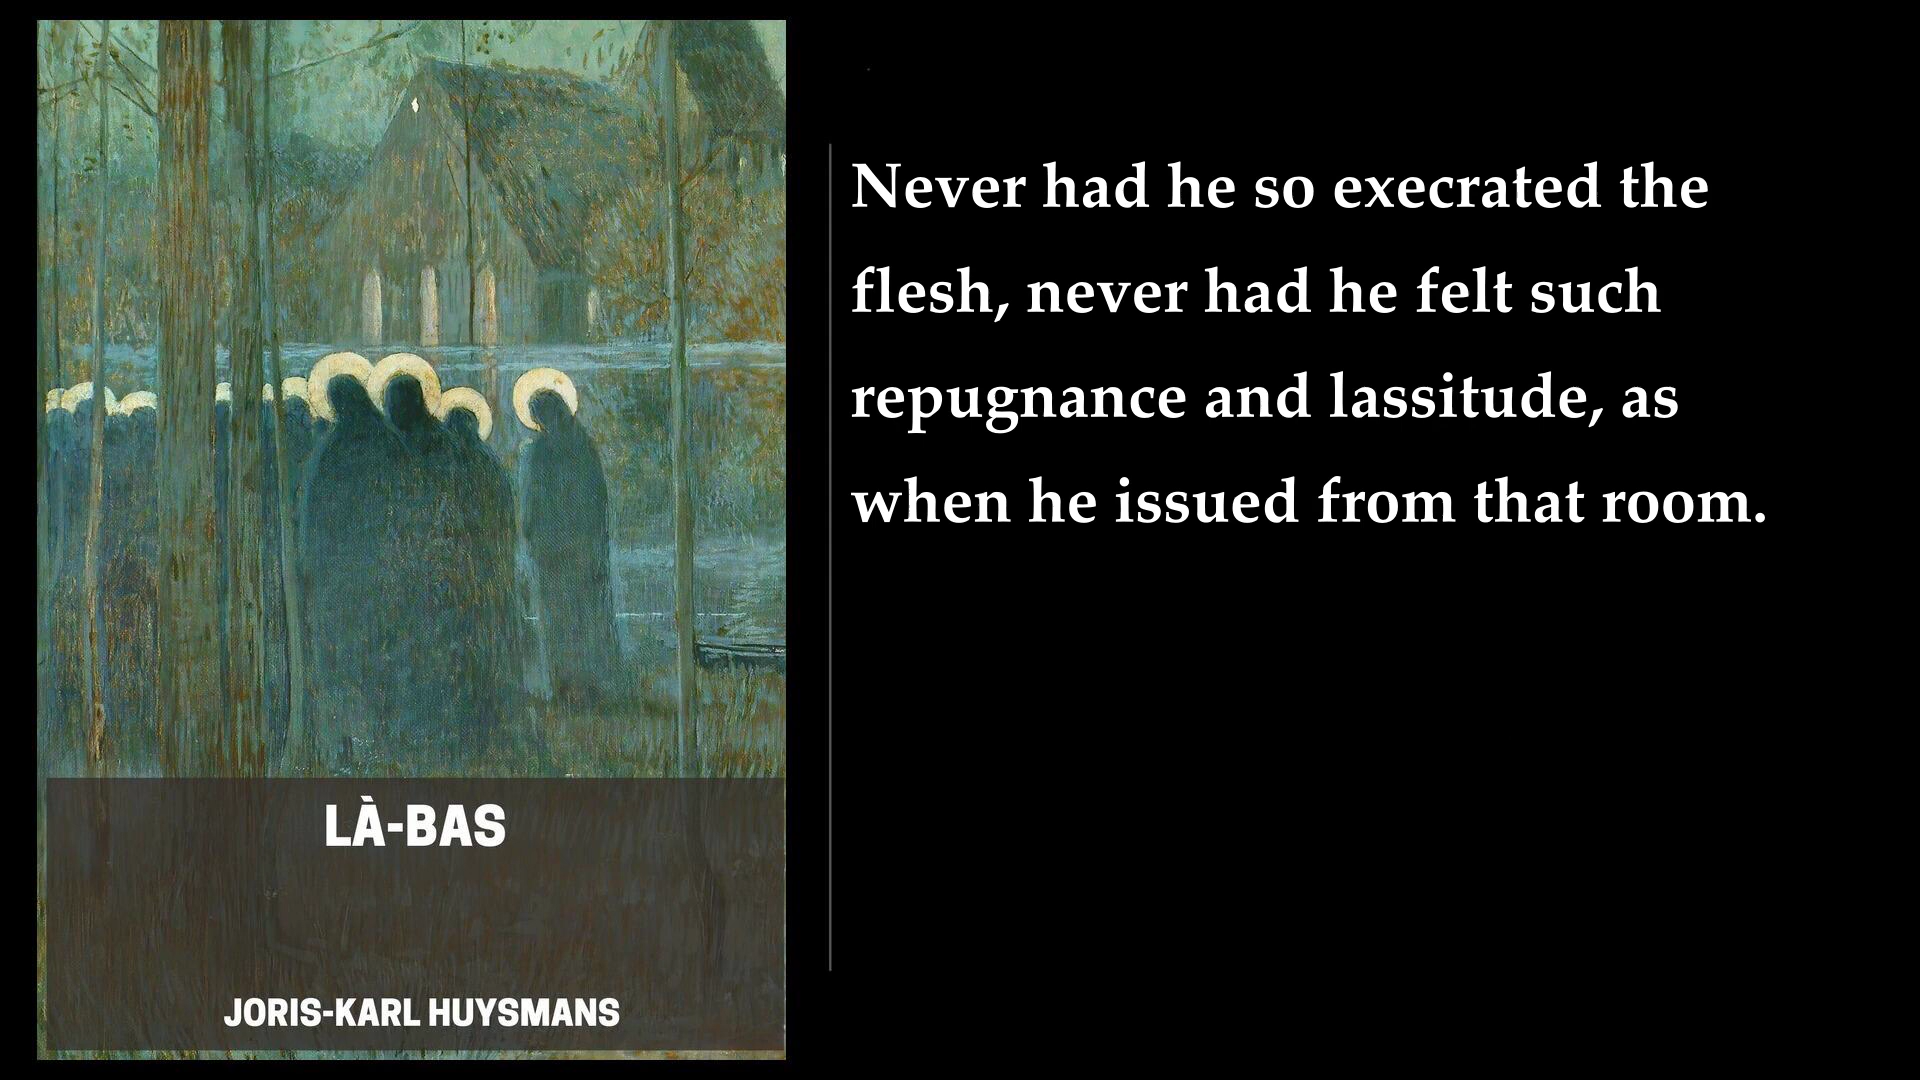 LÀ-BAS
JORIS-KARL HUYSMANS
Never had he so execrated the
flesh, never had he felt such
repugnance and lassitude, as
when he issued from that room.